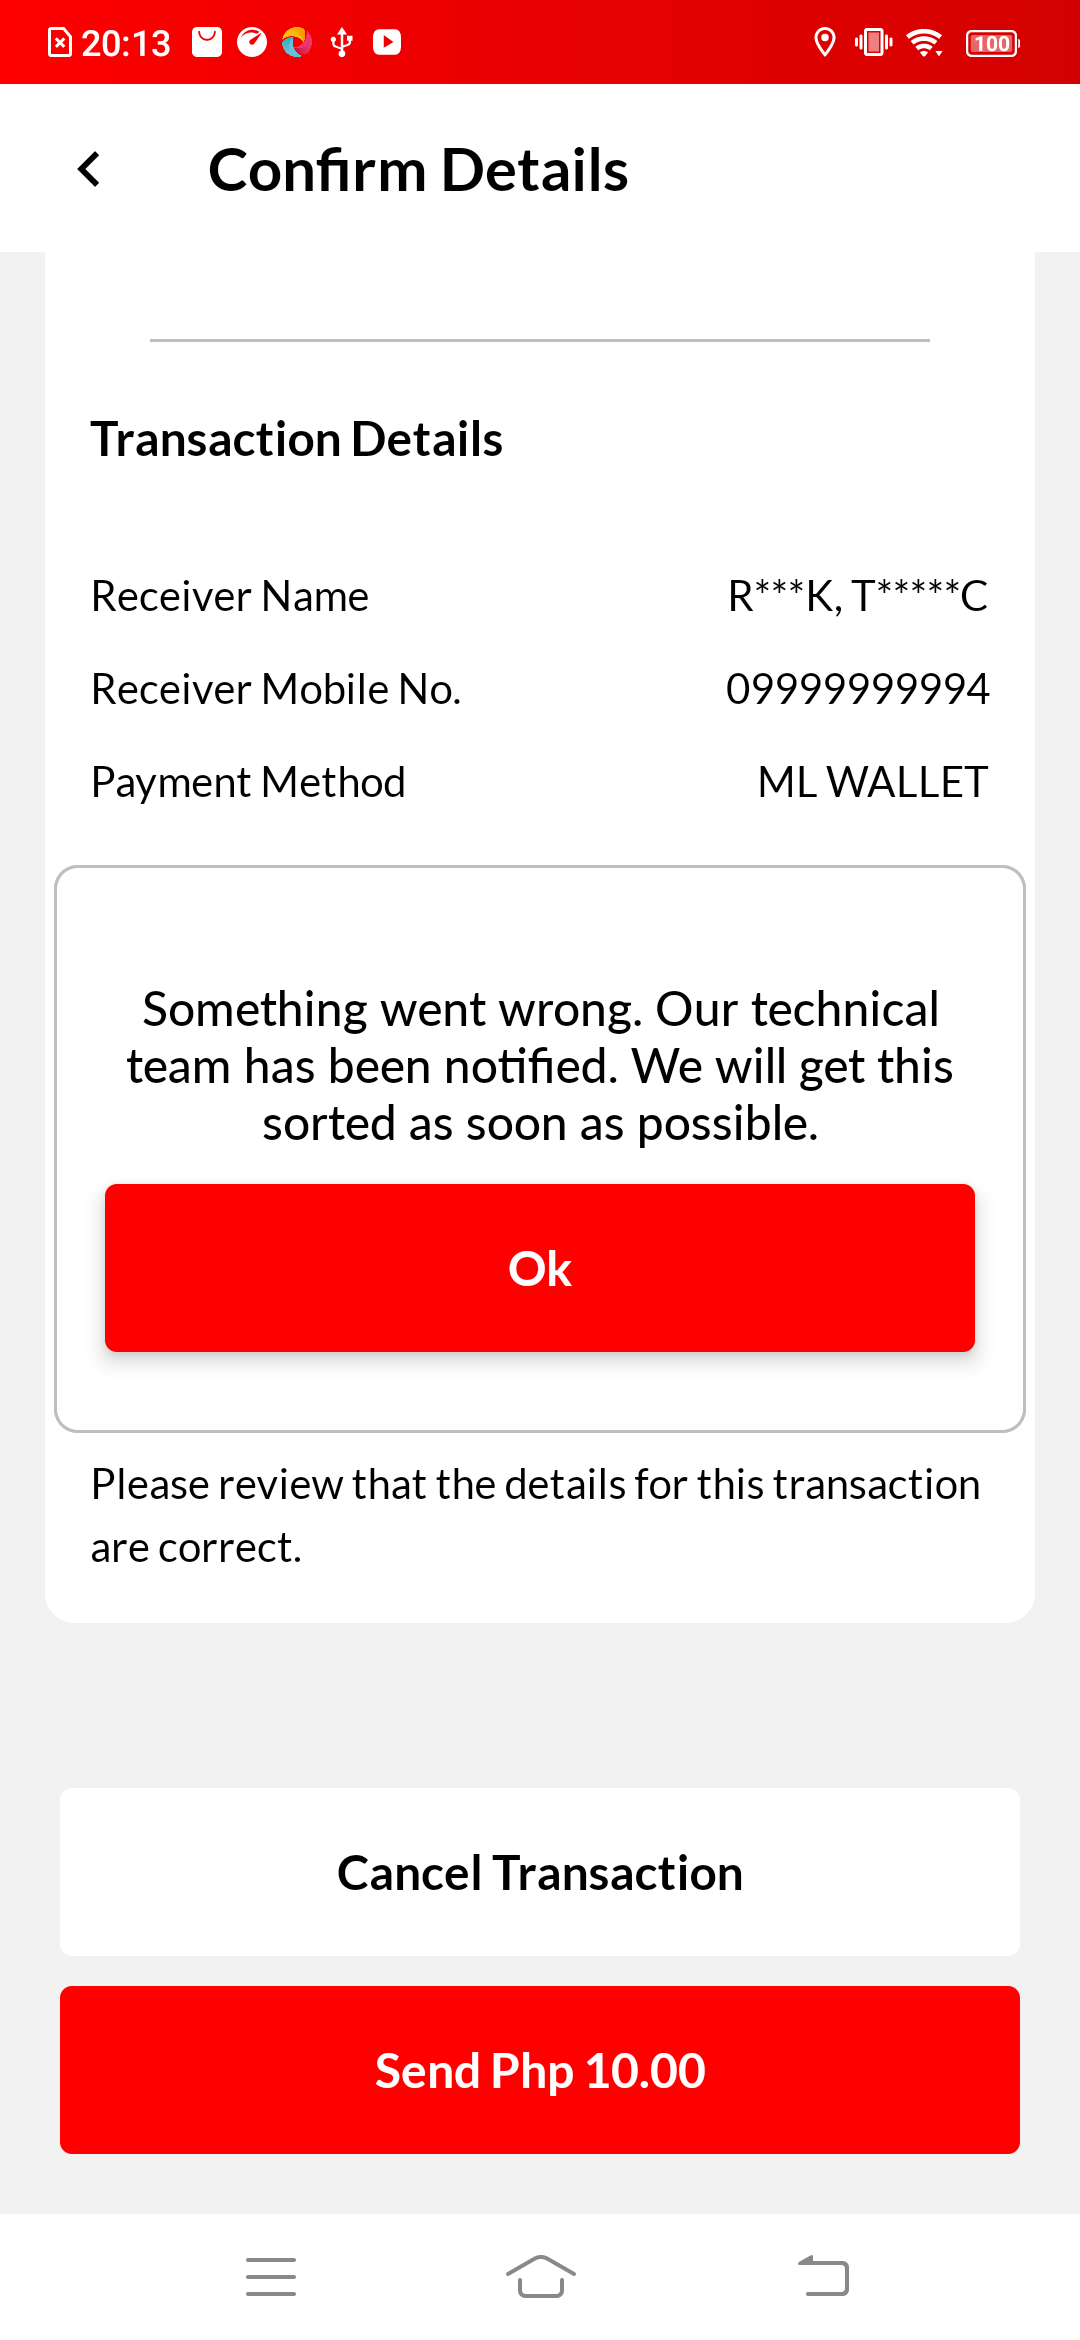 20:13
100
Confirm Details
Transaction Details
Receiver Name R***K, T*****C
Receiver Mobile No. 09999999994
Payment Method ML WALLET
Something went wrong. Our technical
team has been notified. We will get this
sorted as soon as possible.
Ok
Please review that the details for this transaction
are correct.
Cancel Transaction
Send Php 10.00